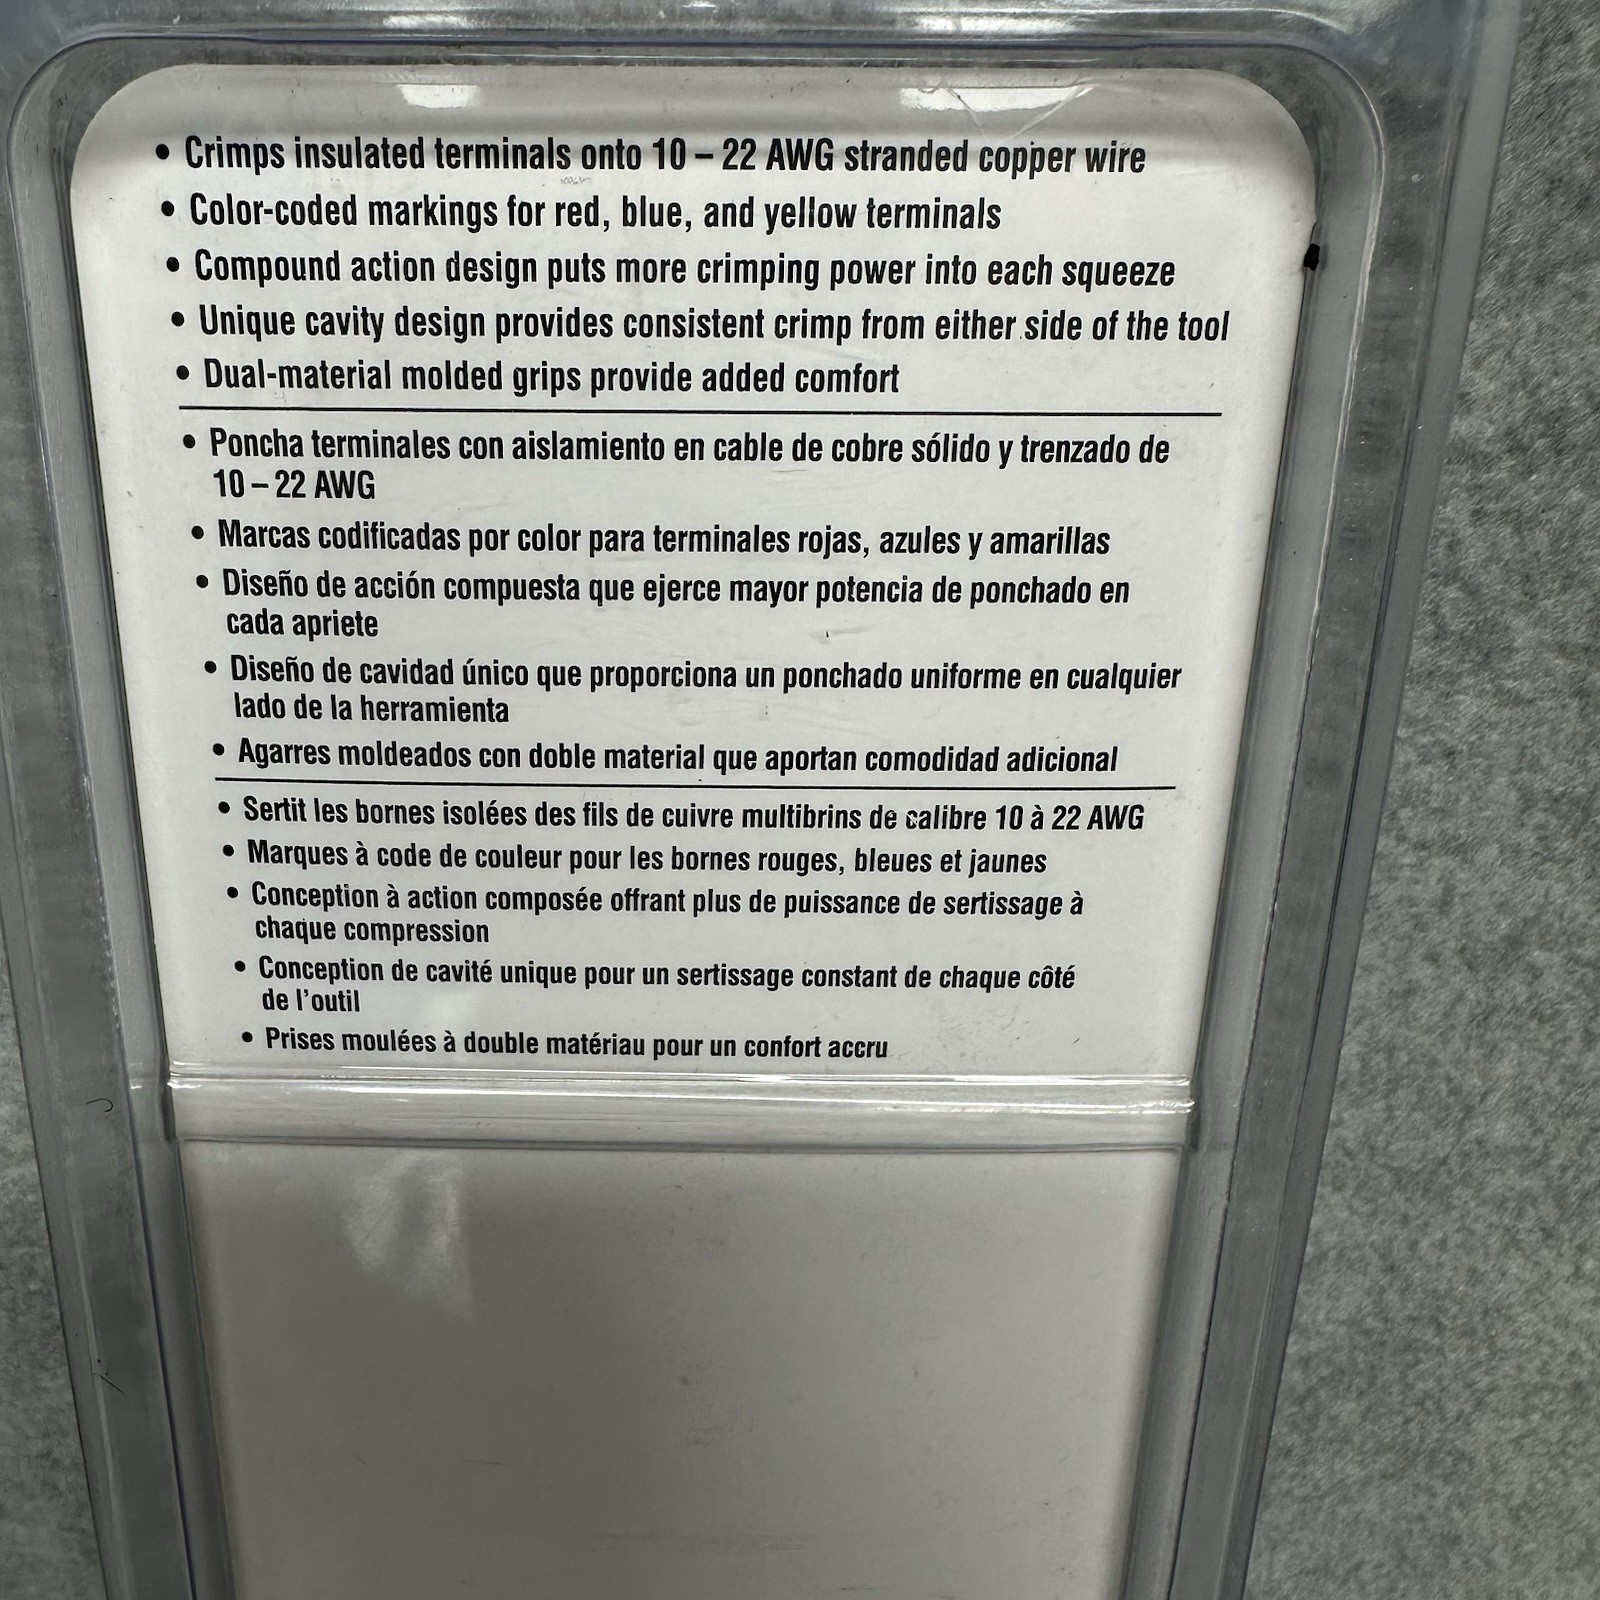 • Crimps insulated terminals onto 10 – 22 AWG stranded copper wire
• Color-coded markings for red, blue, and yellow terminals
• Compound action design puts more crimping power into each squeeze
• Unique cavity design provides consistent crimp from either side of the tool
• Dual-material molded grips provide added comfort
• Poncha terminales con aislamiento en cable de cobre sólido y trenzado de
10 – 22 AWG
• Marcas codificadas por color para terminales rojas, azules y amarillas
• Diseño de acción compuesta que ejerce mayor potencia de ponchado en
cada apriete
• Diseño de cavidad único que proporciona un ponchado uniforme en cualquier
lado de la herramienta
• Agarres moldeados con doble material que aportan comodidad adicional
• Sertit les bornes isolées des fils de cuivre multibrins de calibre 10 à 22 AWG
• Marques à code de couleur pour les bornes rouges, bleues et jaunes
• Conception à action composée offrant plus de puissance de sertissage à
chaque compression
• Conception de cavité unique pour un sertissage constant de chaque côté
de l'outil
• Prises moulées à double matériau pour un confort accru